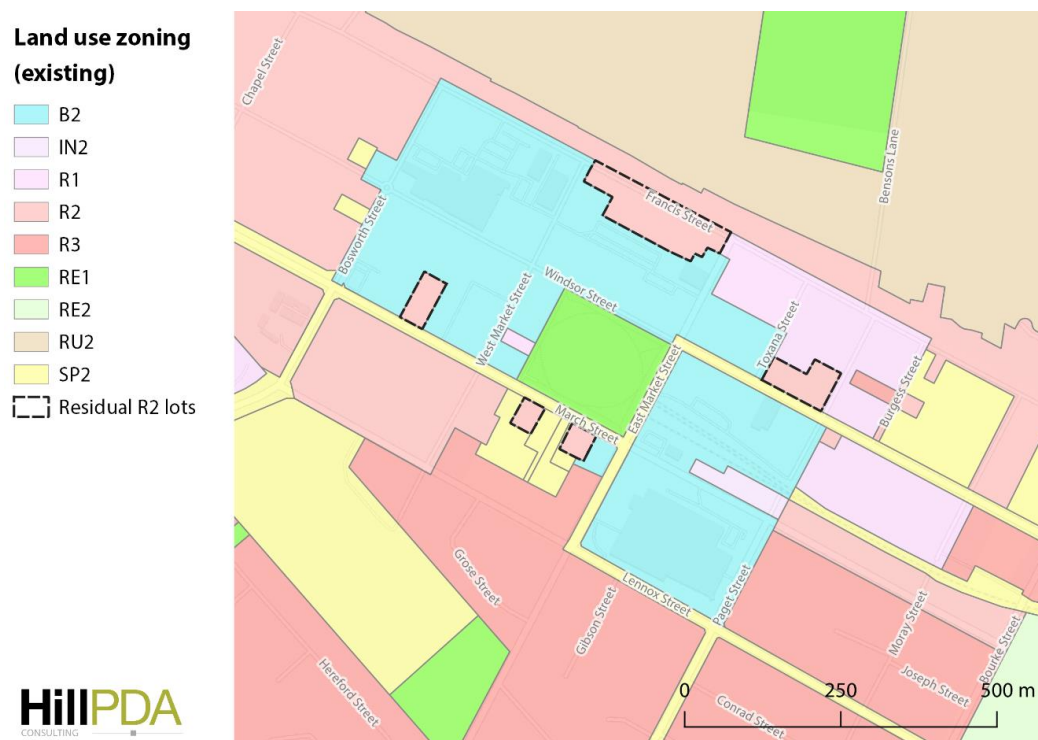 Land use zoning
(existing)
B2
IN2
R1
R2
R3
RE1
RE2
RU2
SP2
Residual R2 lots
HillPDA
CONSULTING
Chapel Street
Bensons Lane
Francis Street
Bosworth Street
Windsor Street
West Market Street
Toxana Street
East Market Street
Burgess Street
March Street
Grose Street
Lennox Street
Gibson Street
Paget Street
Moray Street
Bourke Street
Joseph Street
Hereford Street
Conrad Street
0 250 500 m